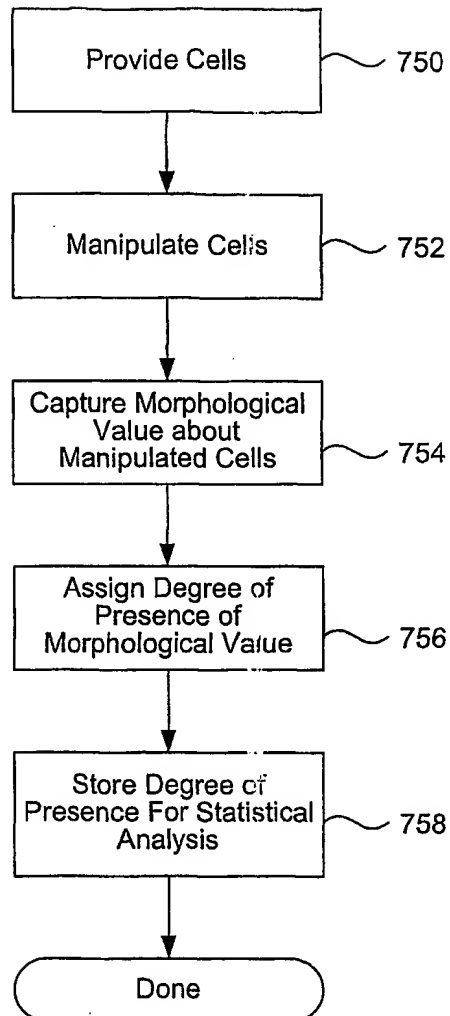 Provide Cells
750
Manipulate Cells
752
Capture Morphological
Value about
Manipulated Cells
754
Assign Degree of
Presence of
Morphological Value
756
Store Degree of
Presence For Statistical
Analysis
758
Done